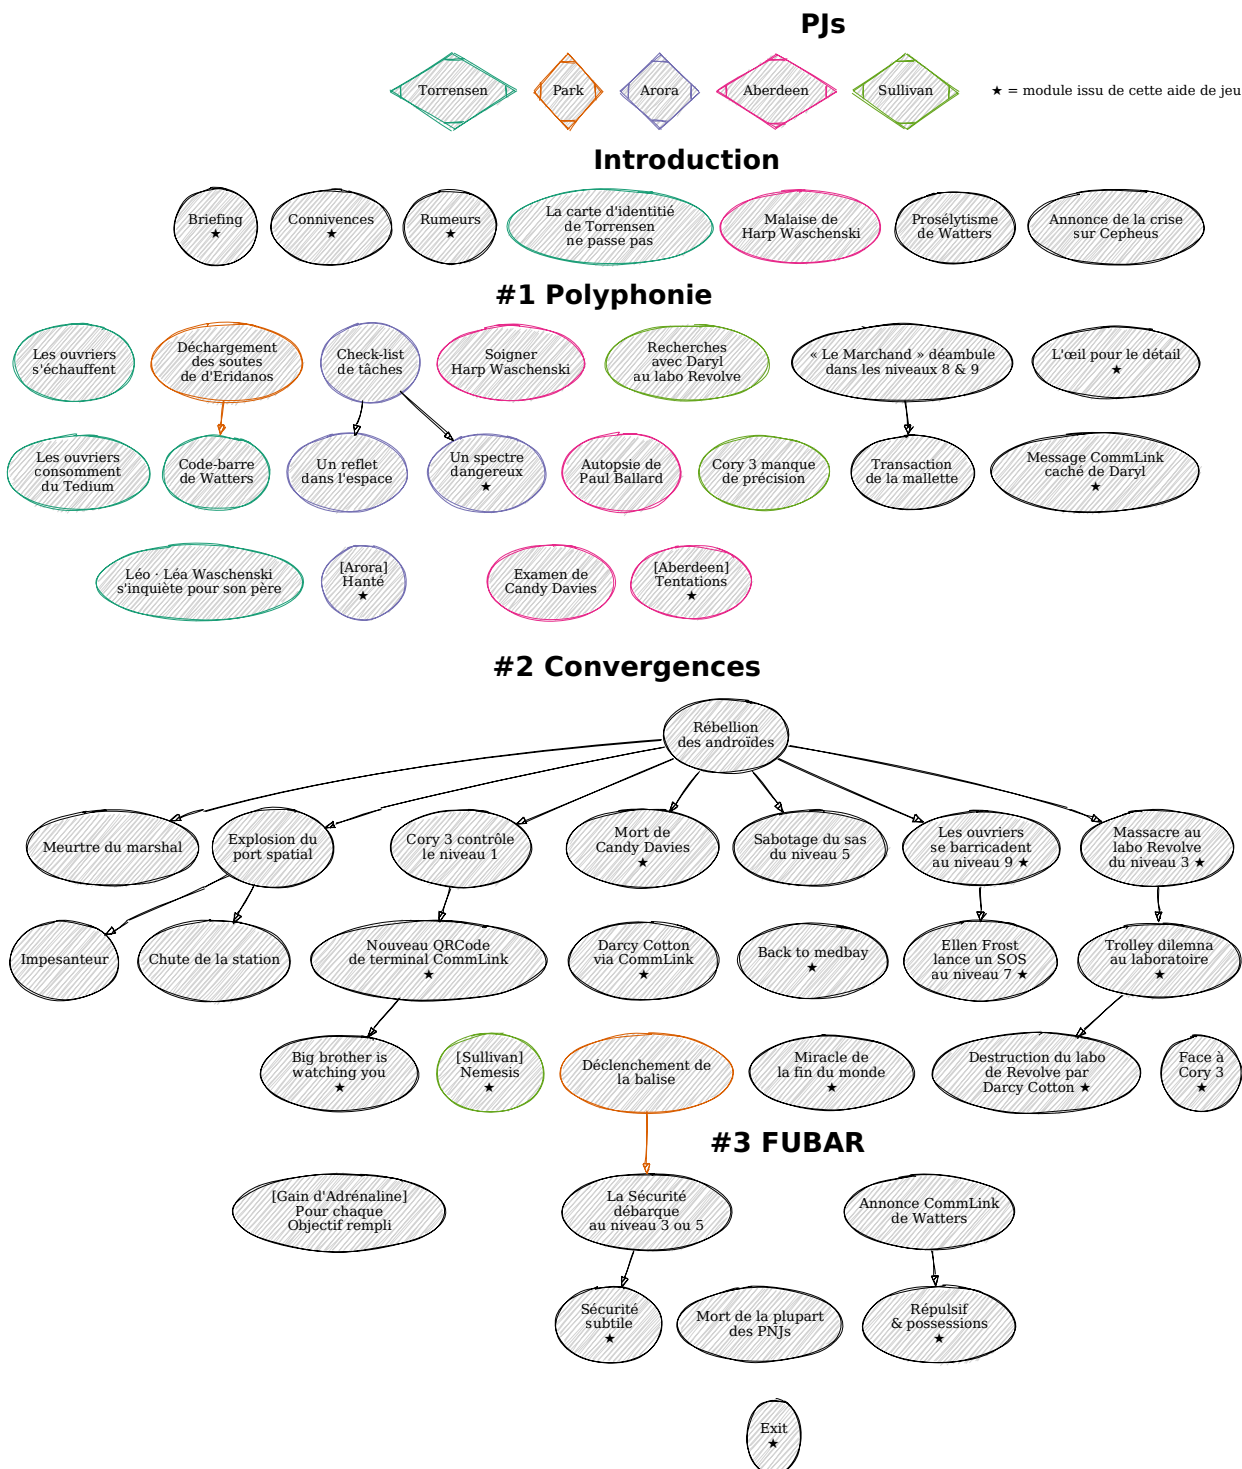 PJs
Torrensen
Park
Arora
Aberdeen
Sullivan
★ = module issu de cette aide de jeu
Introduction
Briefing
★
Connivences
★
Rumeurs
★
La carte d'identitié
de Torrensen
ne passe pas
Malaise de
Harp Waschenski
Prosélytisme
de Watters
Annonce de la crise
sur Cepheus
#1 Polyphonie
Les ouvriers
s'échauffent
Déchargement
des soutes
de d'Eridanos
Check-list
de tâches
Soigner
Harp Waschenski
Recherches
avec Daryl
au labo Revolve
« Le Marchand » déambule
dans les niveaux 8 & 9
L'œil pour le détail
★
Les ouvriers
consomment
du Tedium
Code-barre
de Watters
Un reflet
dans l'espace
Un spectre
dangereux
★
Autopsie de
Paul Ballard
Cory 3 manque
de précision
Transaction
de la mallette
Message CommLink
caché de Daryl
★
Léo · Léa Waschenski
s'inquiète pour son père
[Arora]
Hanté
★
Examen de
Candy Davies
[Aberdeen]
Tentations
★
#2 Convergences
Rébellion
des androïdes
Meurtre du marshal
Explosion du
port spatial
Cory 3 contrôle
le niveau 1
Mort de
Candy Davies
★
Sabotage du sas
du niveau 5
Les ouvriers
se barricadent
au niveau 9 ★
Massacre au
labo Revolve
du niveau 3 ★
Impesanteur
Chute de la station
Nouveau QRCode
de terminal CommLink
★
Darcy Cotton
via CommLink
★
Back to medbay
★
Ellen Frost
lance un SOS
au niveau 7 ★
Trolley dilemna
au laboratoire
★
Big brother is
watching you
★
[Sullivan]
Nemesis
★
Déclenchement de
la balise
Miracle de
la fin du monde
★
Destruction du labo
de Revolve par
Darcy Cotton ★
Face à
Cory 3
★
#3 FUBAR
[Gain d'Adrénaline]
Pour chaque
Objectif rempli
La Sécurité
débarque
au niveau 3 ou 5
Annonce CommLink
de Watters
Sécurité
subtile
★
Mort de la plupart
des PNJs
Répulsif
& possessions
★
Exit
★